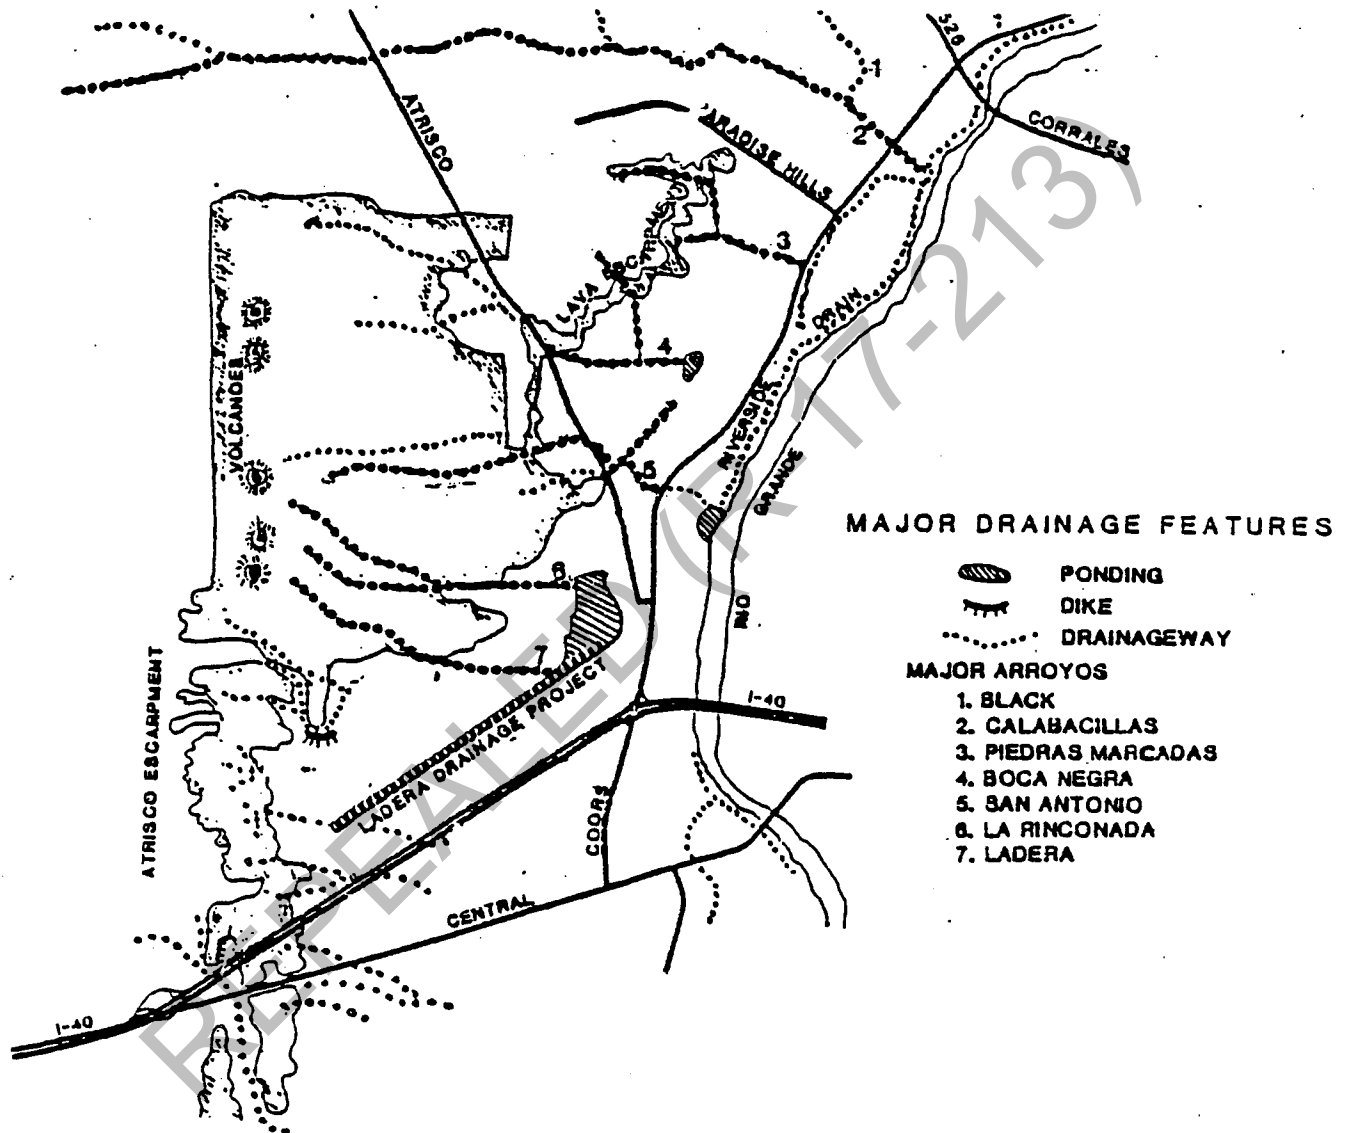 528
ATRISCO
1
2
CORRALES
PARADISE HILLS
3
LAVA
DRAIN
4
VOLCANOES
RIVERSIDE
5
GRANDE
MAJOR DRAINAGE FEATURES
PONDING
DIKE
DRAINAGEWAY
MAJOR ARROYOS
1. BLACK
2. CALABACILLAS
3. PIEDRAS MARCADAS
4. BOCA NEGRA
5. SAN ANTONIO
6. LA RINCONADA
7. LADERA
6
RIO
7
ATRISCO ESCARPMENT
LADERA DRAINAGE PROJECT
I-40
COORS
CENTRAL
I-40
REPEALED (R-17-213)